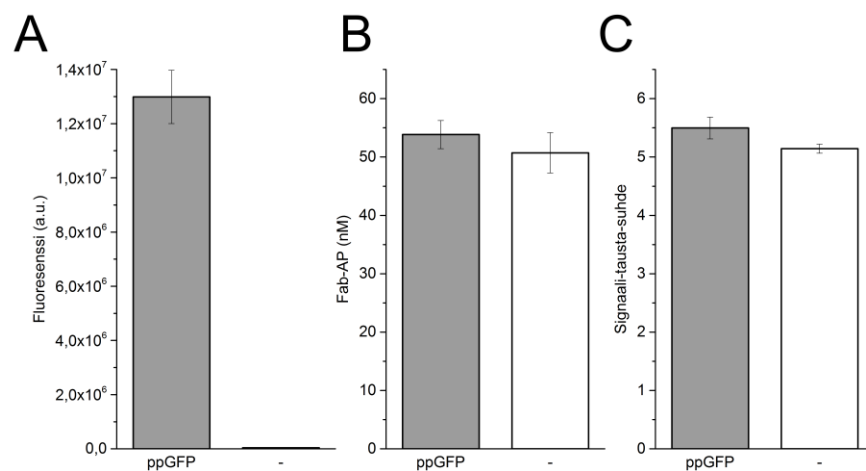 A
Fluoresenssi (a.u.)
1,4x10⁷
1,2x10⁷
1,0x10⁷
8,0x10⁶
6,0x10⁶
4,0x10⁶
2,0x10⁶
0,0
ppGFP
-
B
Fab-AP (nM)
60
50
40
30
20
10
0
ppGFP
-
C
Signaali-tausta-suhde
6
5
4
3
2
1
0
ppGFP
-